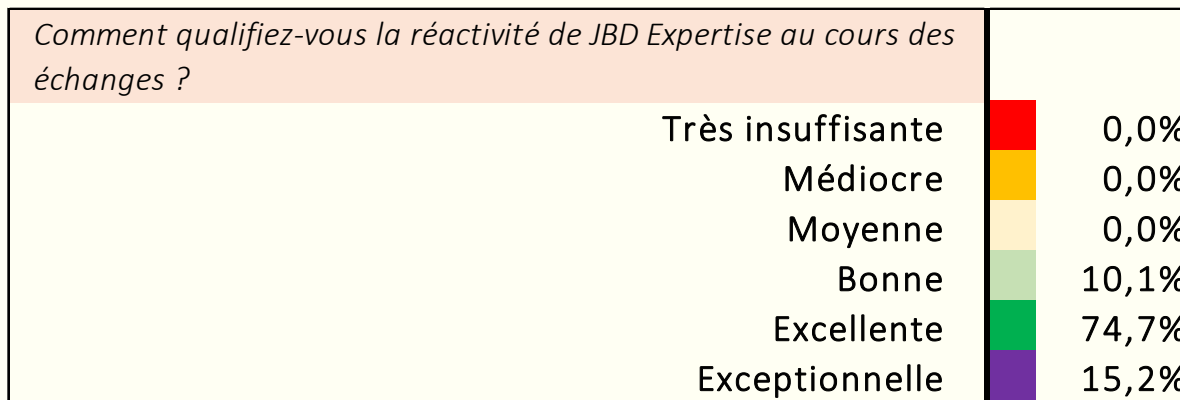 Comment qualifiez-vous la réactivité de JBD Expertise au cours des
échanges ?
Très insuffisante 0,0%
Médiocre 0,0%
Moyenne 0,0%
Bonne 10,1%
Excellente 74,7%
Exceptionnelle 15,2%